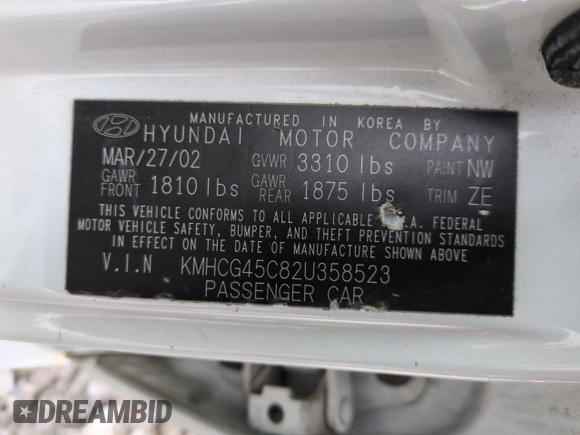 MANUFACTURED IN KOREA BY
HYUNDAI MOTOR COMPANY
MAR/27/02 GVWR 3310 lbs PAINT NW
GAWR FRONT 1810 lbs GAWR REAR 1875 lbs TRIM ZE
THIS VEHICLE CONFORMS TO ALL APPLICABLE .A. FEDERAL
MOTOR VEHICLE SAFETY, BUMPER, AND THEFT PREVENTION STANDARDS
IN EFFECT ON THE DATE OF MANUFACTURE SHOWN ABOVE
V.I.N KMHCG45C82U358523
PASSENGER CAR
DREAMBID